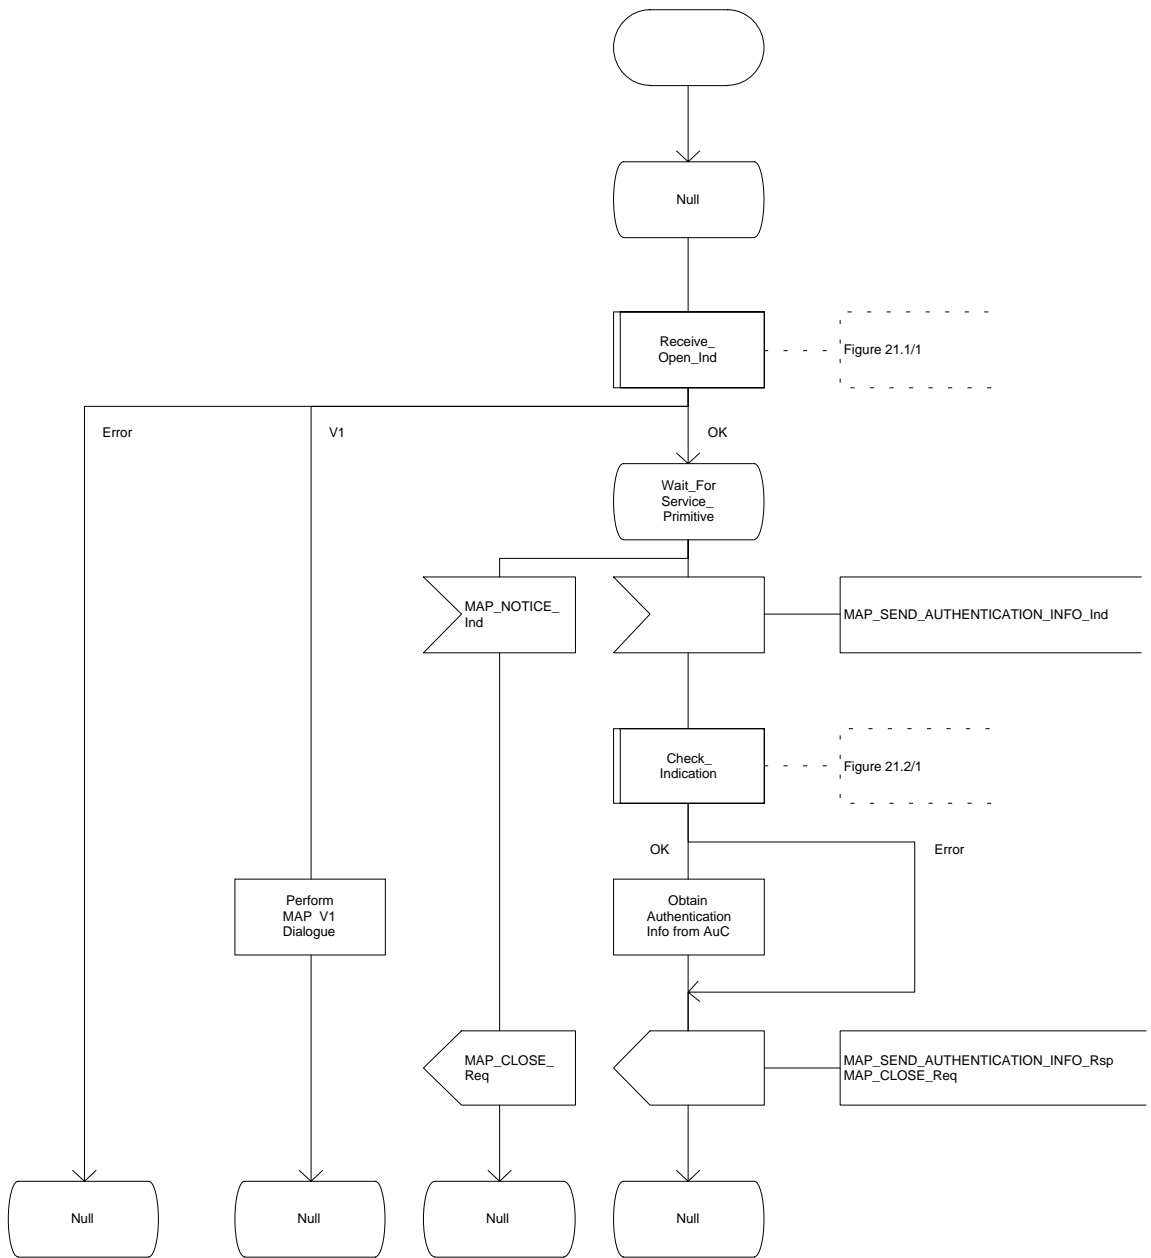 Null
Receive_
Open_Ind
Figure 21.1/1
Error
V1
OK
Wait_For
Service_
Primitive
MAP_NOTICE_
Ind
MAP_SEND_AUTHENTICATION_INFO_Ind
Check_
Indication
Figure 21.2/1
OK
Error
Perform
MAP V1
Dialogue
Obtain
Authentication
Info from AuC
MAP_CLOSE_
Req
MAP_SEND_AUTHENTICATION_INFO_Rsp
MAP_CLOSE_Req
Null
Null
Null
Null